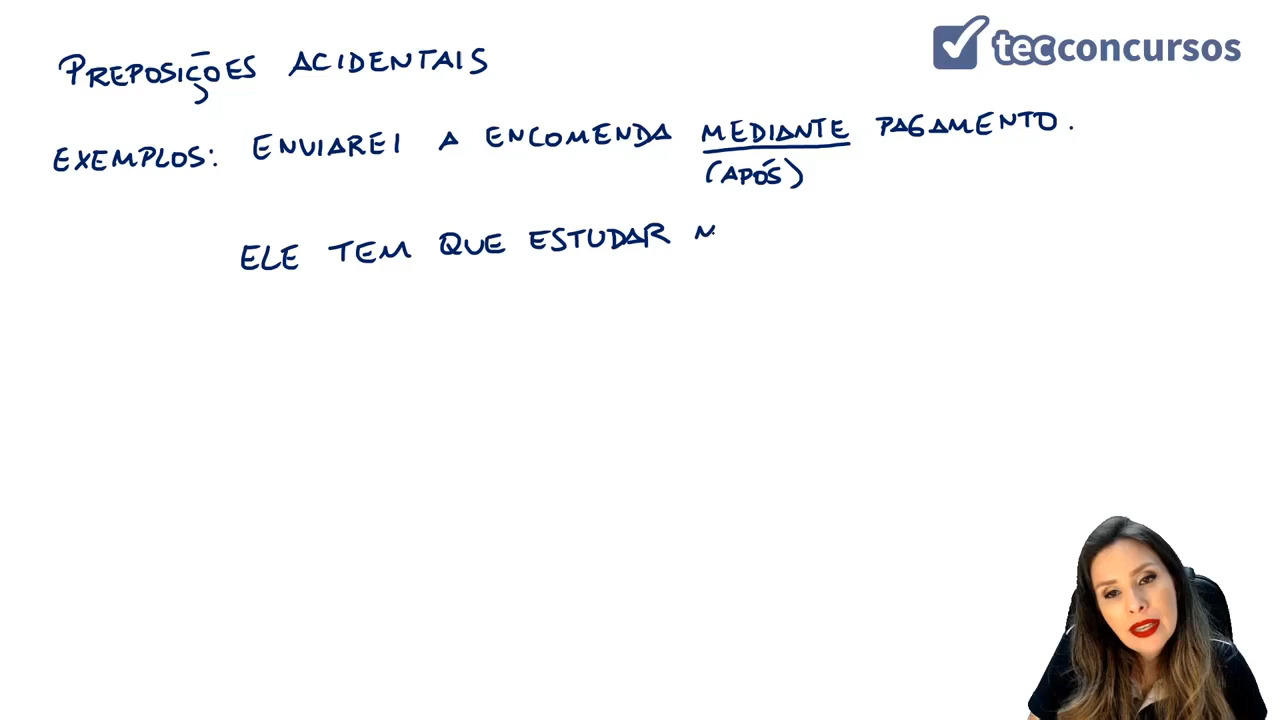 tecconcursos
PREPOSIÇÕES ACIDENTAIS
EXEMPLOS: ENVIAREI A ENCOMENDA MEDIANTE PAGAMENTO.
(APÓS)
ELE TEM QUE ESTUDAR